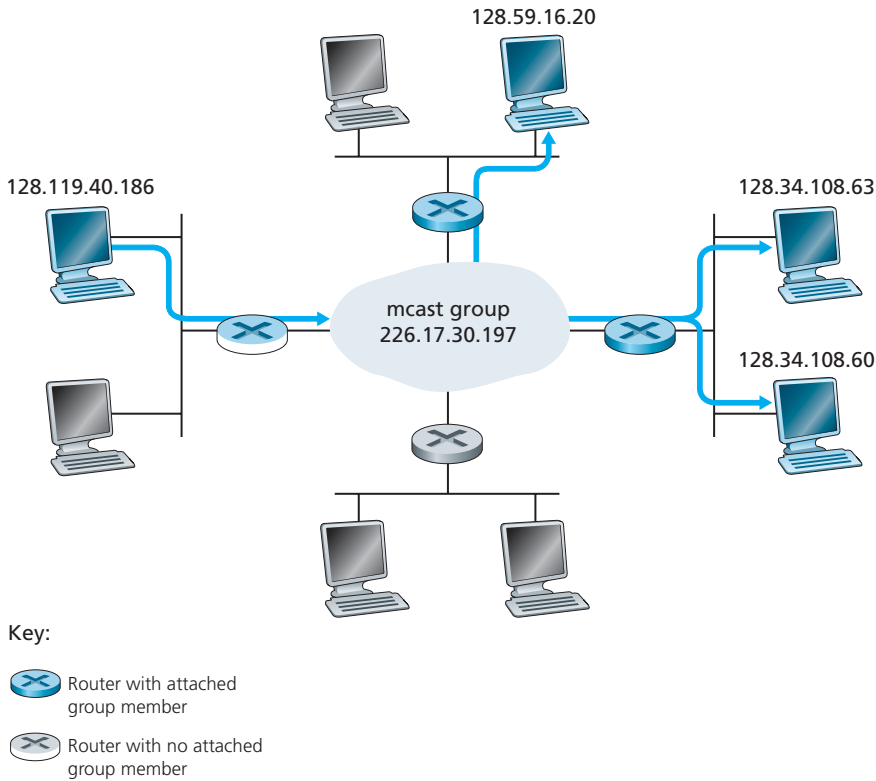 128.59.16.20
128.119.40.186
128.34.108.63
mcast group
226.17.30.197
128.34.108.60
Key:
Router with attached
group member
Router with no attached
group member